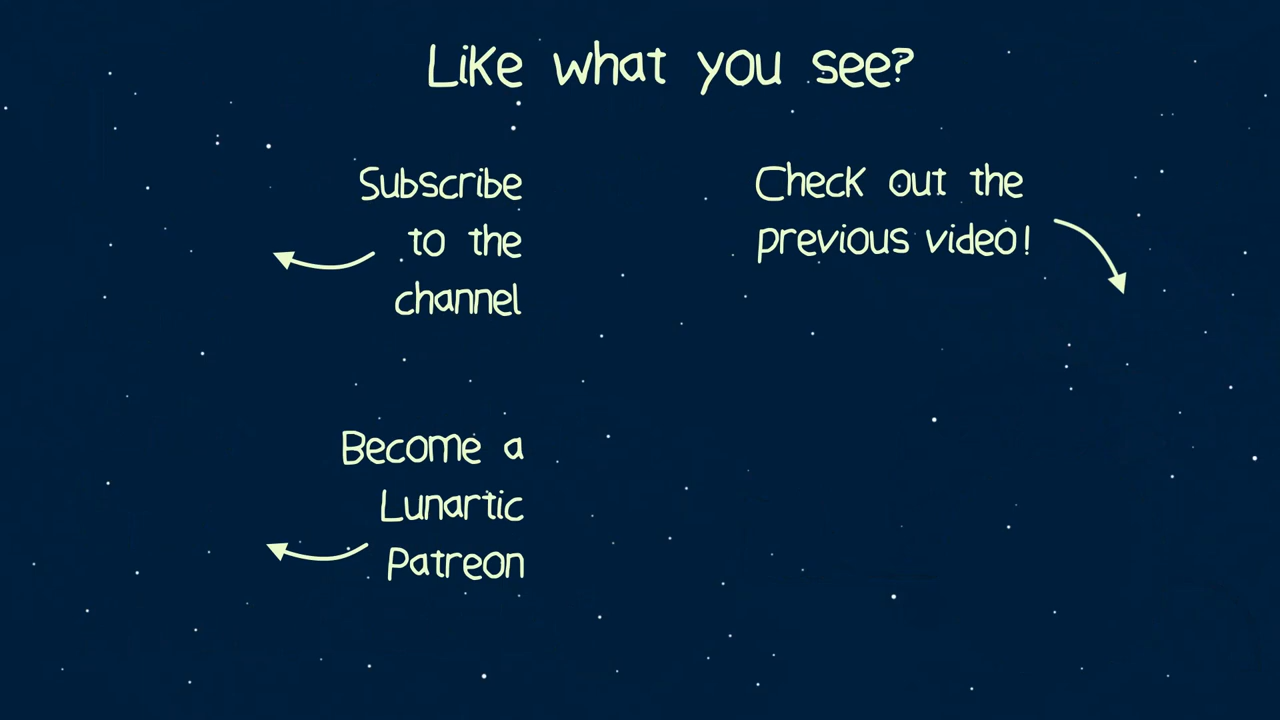 Like what you see?
Subscribe
to the
channel
Check out the
previous video!
Become a
Lunartic
Patreon